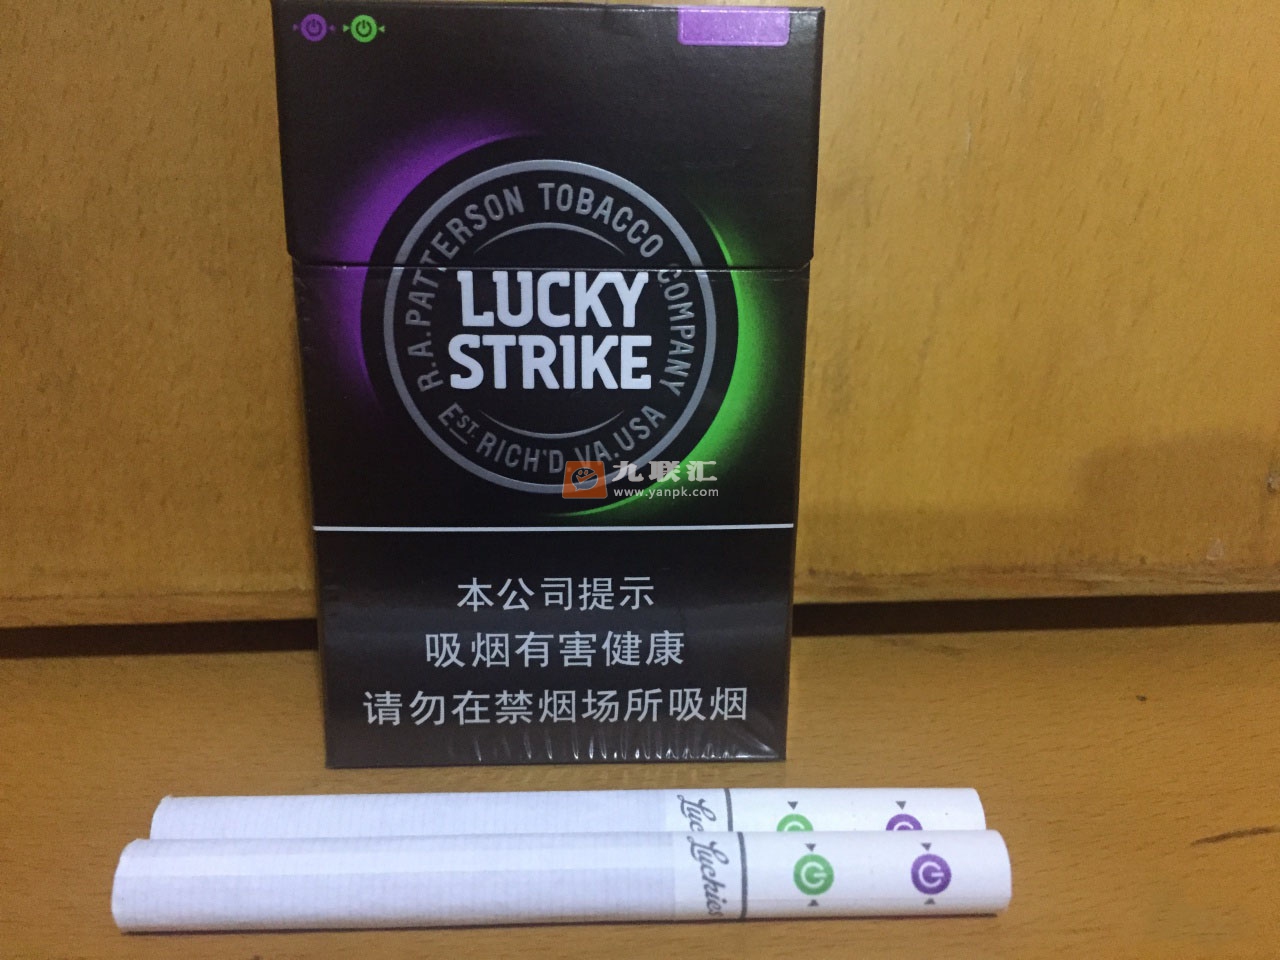 R.A.PATTERSON TOBACCO COMPANY
LUCKY
STRIKE
EST. RICH'D VA. USA
九联汇
www.yanpk.com
本公司提示
吸烟有害健康
请勿在禁烟场所吸烟
Luc
Luckies